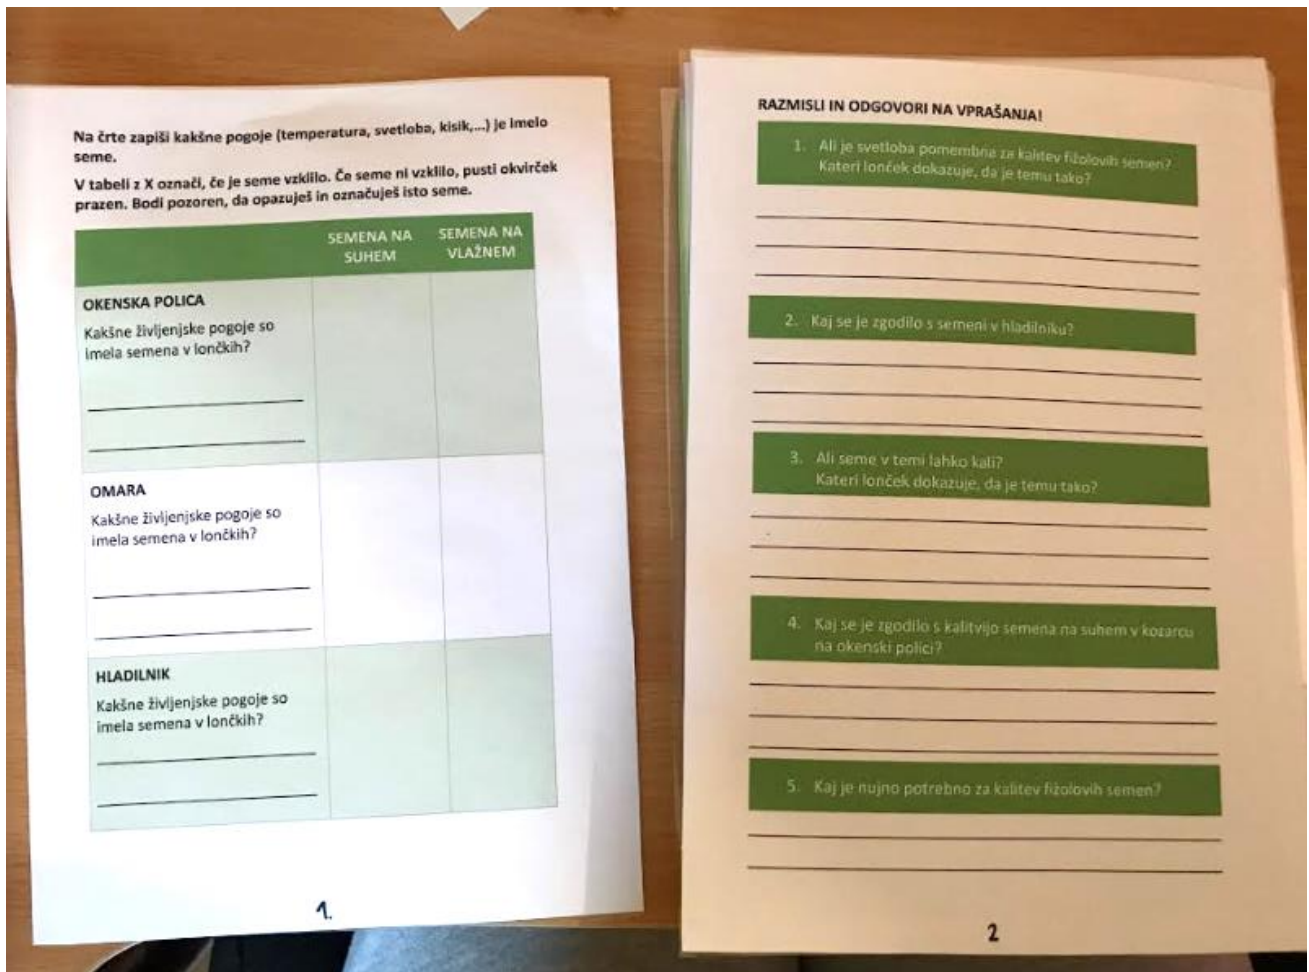 Na črte zapiši kakšne pogoje (temperatura, svetloba, kisik,...) je imelo
seme.
V tabeli z X označi, če je seme vzklilo. Če seme ni vzklilo, pusti okvirček
prazen. Bodi pozoren, da opazuješ in označuješ isto seme.
SEMENA NA
SUHEM
SEMENA NA
VLAŽNEM
OKENSKA POLICA
Kakšne življenjske pogoje so
imela semena v lončkih?
OMARA
Kakšne življenjske pogoje so
imela semena v lončkih?
HLADILNIK
Kakšne življenjske pogoje so
imela semena v lončkih?
1.
RAZMISLI IN ODGOVORI NA VPRAŠANJA!
1. Ali je svetloba pomembna za kalitev fižolovih semen?
Kateri lonček dokazuje, da je temu tako?
2. Kaj se je zgodilo s semeni v hladilniku?
3. Ali seme v temi lahko kali?
Kateri lonček dokazuje, da je temu tako?
4. Kaj se je zgodilo s kalitvijo semena na suhem v kozarcu
na okenski polici?
5. Kaj je nujno potrebno za kalitev fižolovih semen?
2